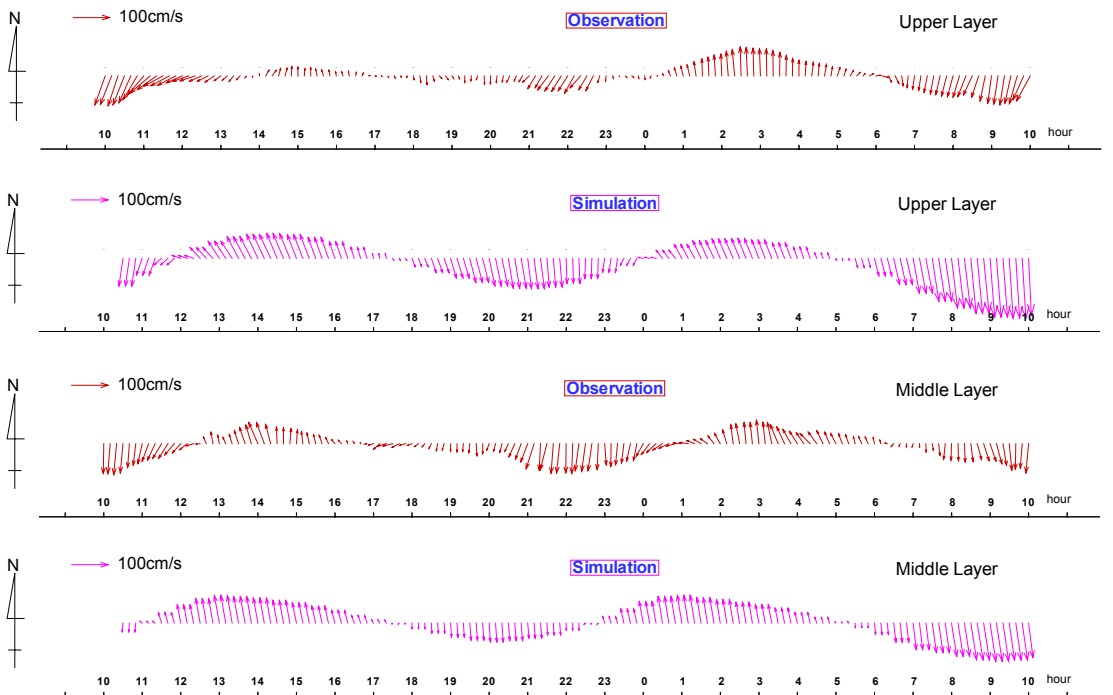 N 100cm/s Observation Upper Layer
10 11 12 13 14 15 16 17 18 19 20 21 22 23 0 1 2 3 4 5 6 7 8 9 10 hour
N 100cm/s Simulation Upper Layer
10 11 12 13 14 15 16 17 18 19 20 21 22 23 0 1 2 3 4 5 6 7 8 9 10 hour
N 100cm/s Observation Middle Layer
10 11 12 13 14 15 16 17 18 19 20 21 22 23 0 1 2 3 4 5 6 7 8 9 10 hour
N 100cm/s Simulation Middle Layer
10 11 12 13 14 15 16 17 18 19 20 21 22 23 0 1 2 3 4 5 6 7 8 9 10 hour